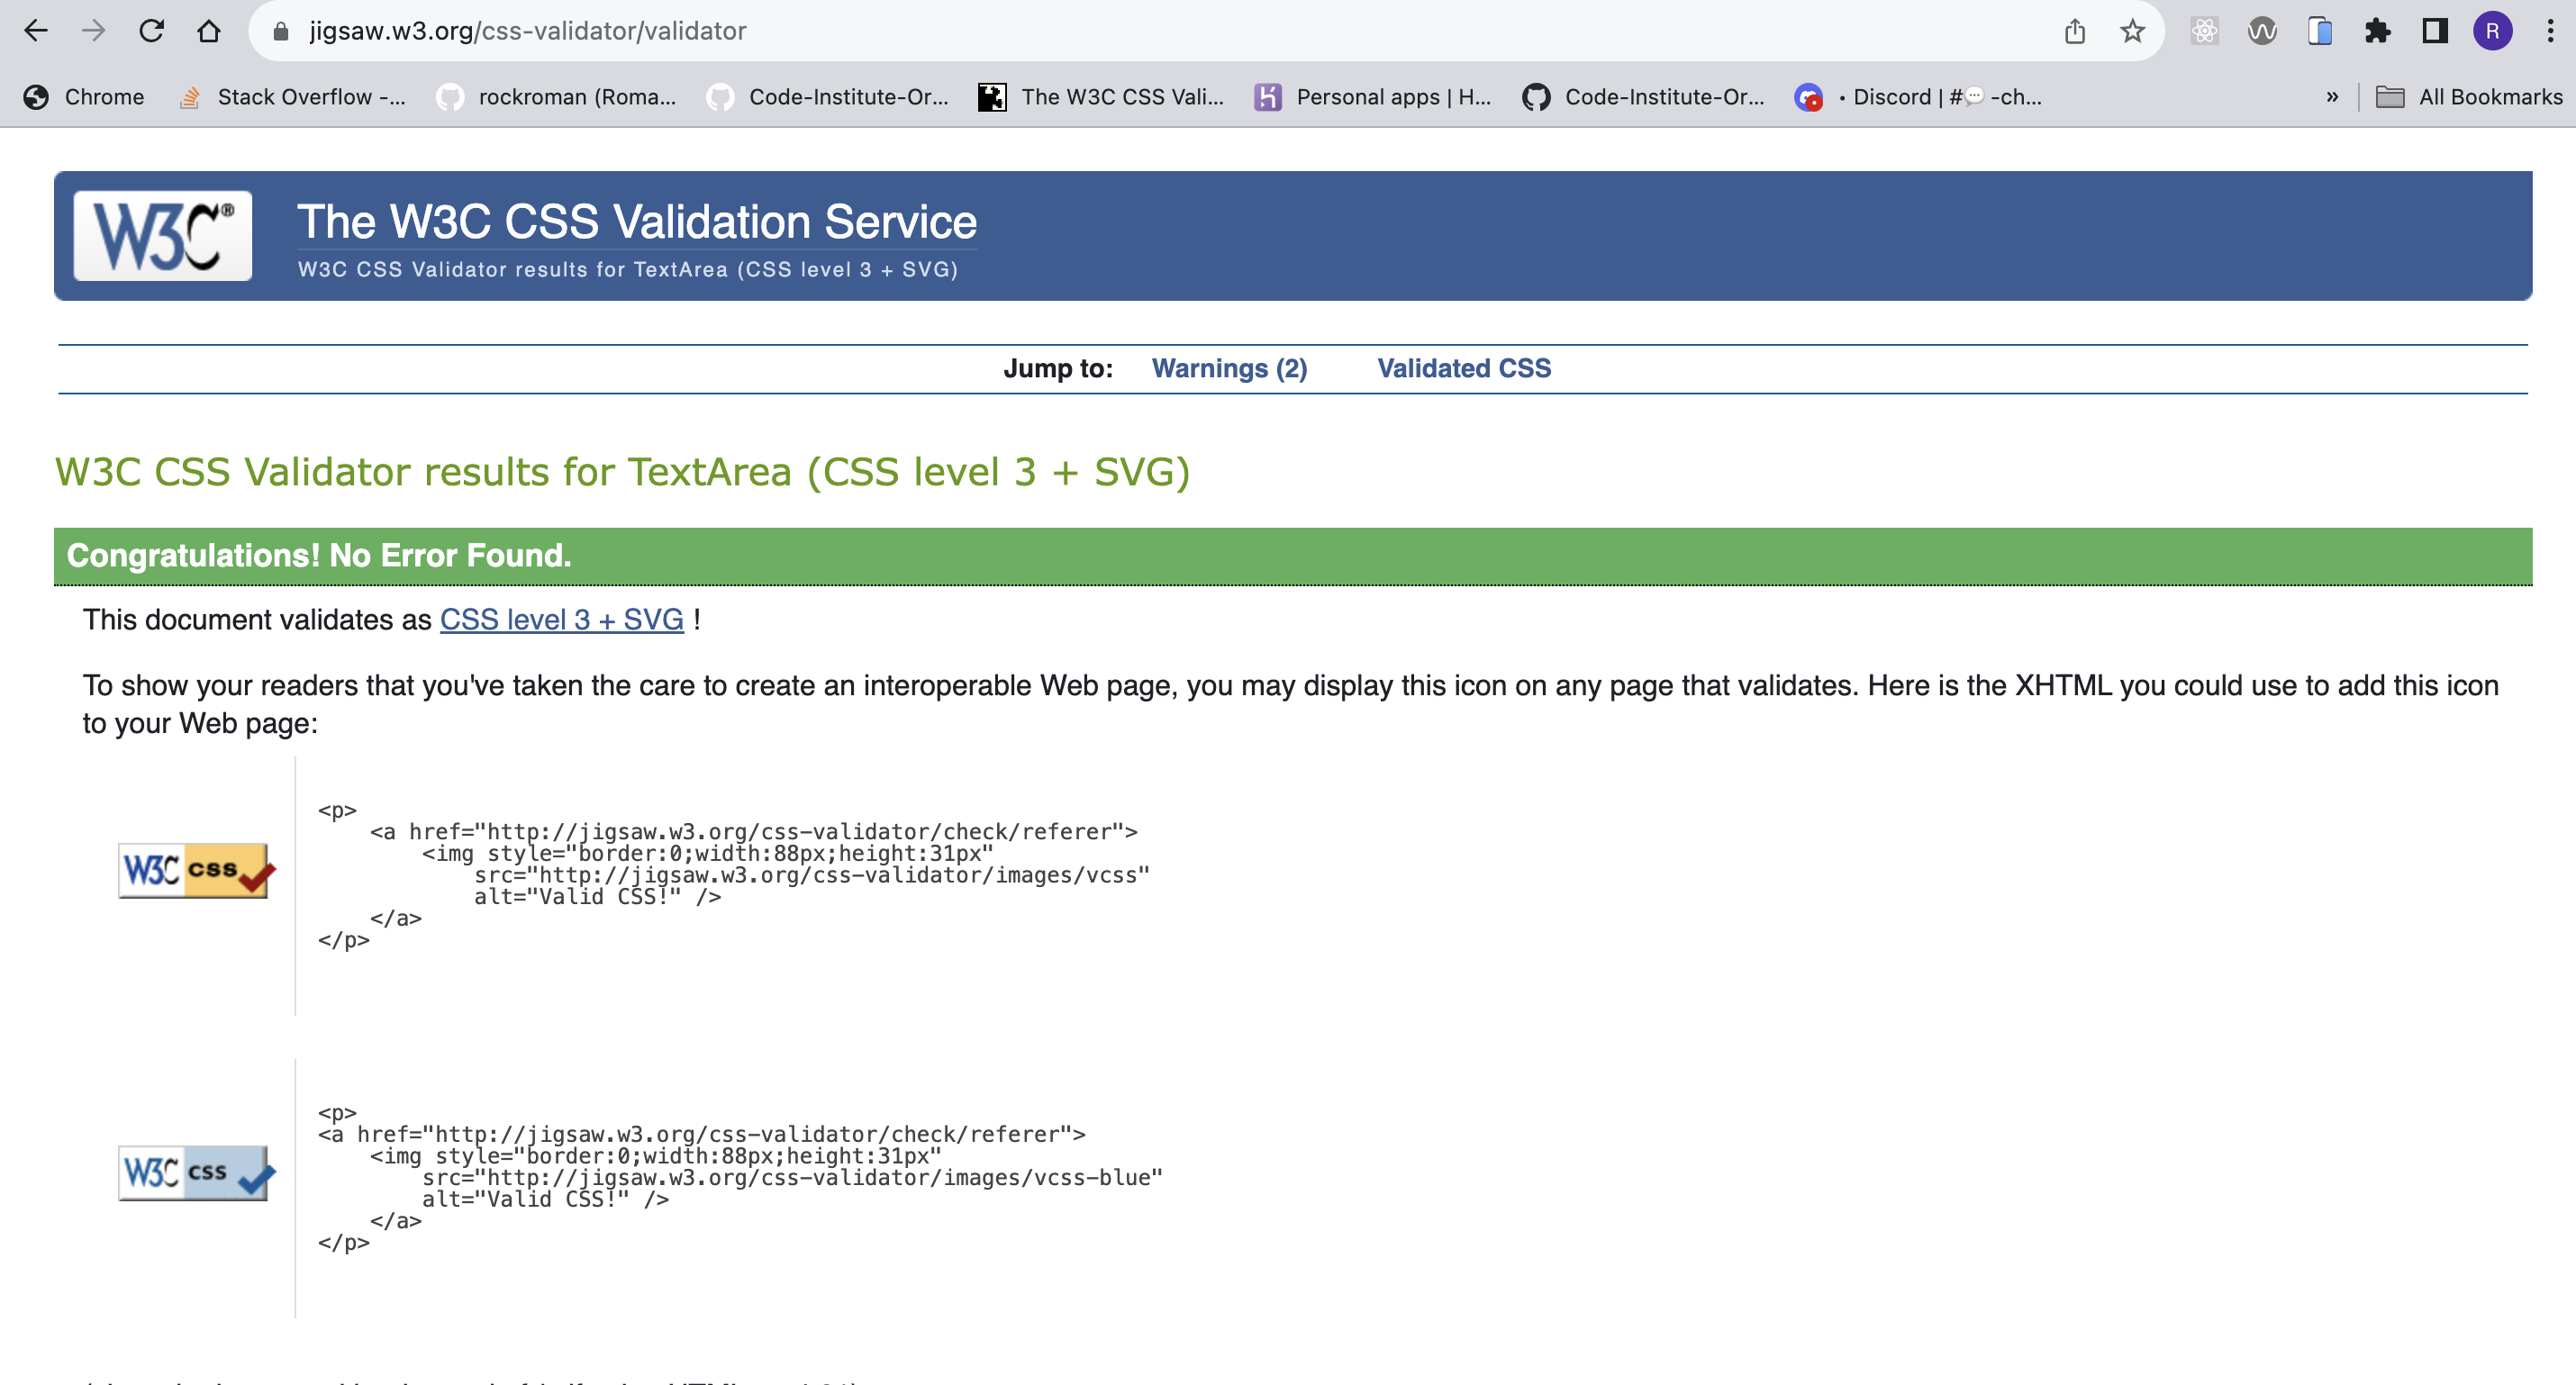 jigsaw.w3.org/css-validator/validator
R
Chrome
Stack Overflow -...
rockroman (Roma...
Code-Institute-Or...
The W3C CSS Vali...
Personal apps | H...
Code-Institute-Or...
• Discord | #💬-ch...
»
All Bookmarks
W3C®
The W3C CSS Validation Service
W3C CSS Validator results for TextArea (CSS level 3 + SVG)
Jump to: Warnings (2) Validated CSS
W3C CSS Validator results for TextArea (CSS level 3 + SVG)
Congratulations! No Error Found.
This document validates as CSS level 3 + SVG !
To show your readers that you've taken the care to create an interoperable Web page, you may display this icon on any page that validates. Here is the XHTML you could use to add this icon
to your Web page:
W3C css
<p>
    <a href="http://jigsaw.w3.org/css-validator/check/referer">
        <img style="border:0;width:88px;height:31px"
            src="http://jigsaw.w3.org/css-validator/images/vcss"
            alt="Valid CSS!" />
    </a>
</p>
W3C css
<p>
<a href="http://jigsaw.w3.org/css-validator/check/referer">
    <img style="border:0;width:88px;height:31px"
        src="http://jigsaw.w3.org/css-validator/images/vcss-blue"
        alt="Valid CSS!" />
    </a>
</p>